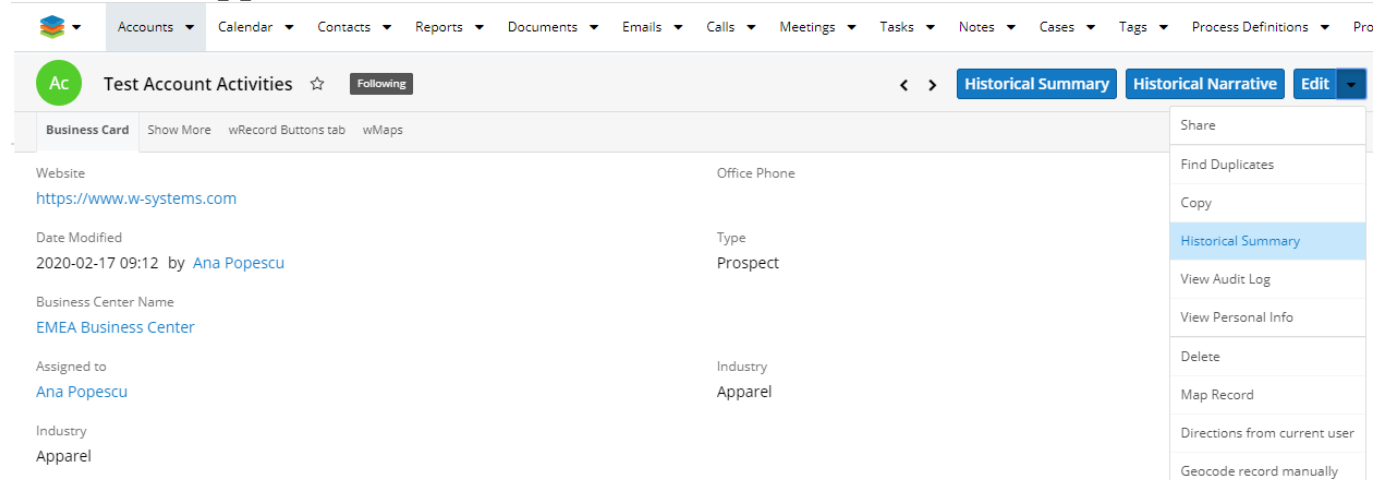 Accounts Calendar Contacts Reports Documents Emails Calls Meetings Tasks Notes Cases Tags Process Definitions Pro
Ac Test Account Activities Following Historical Summary Historical Narrative Edit
Business Card Show More wRecord Buttons tab wMaps
Share
Find Duplicates
Copy
Historical Summary
View Audit Log
View Personal Info
Delete
Map Record
Directions from current user
Geocode record manually
Website
https://www.w-systems.com
Office Phone
Date Modified
2020-02-17 09:12 by Ana Popescu
Type
Prospect
Business Center Name
EMEA Business Center
Assigned to
Ana Popescu
Industry
Apparel
Industry
Apparel